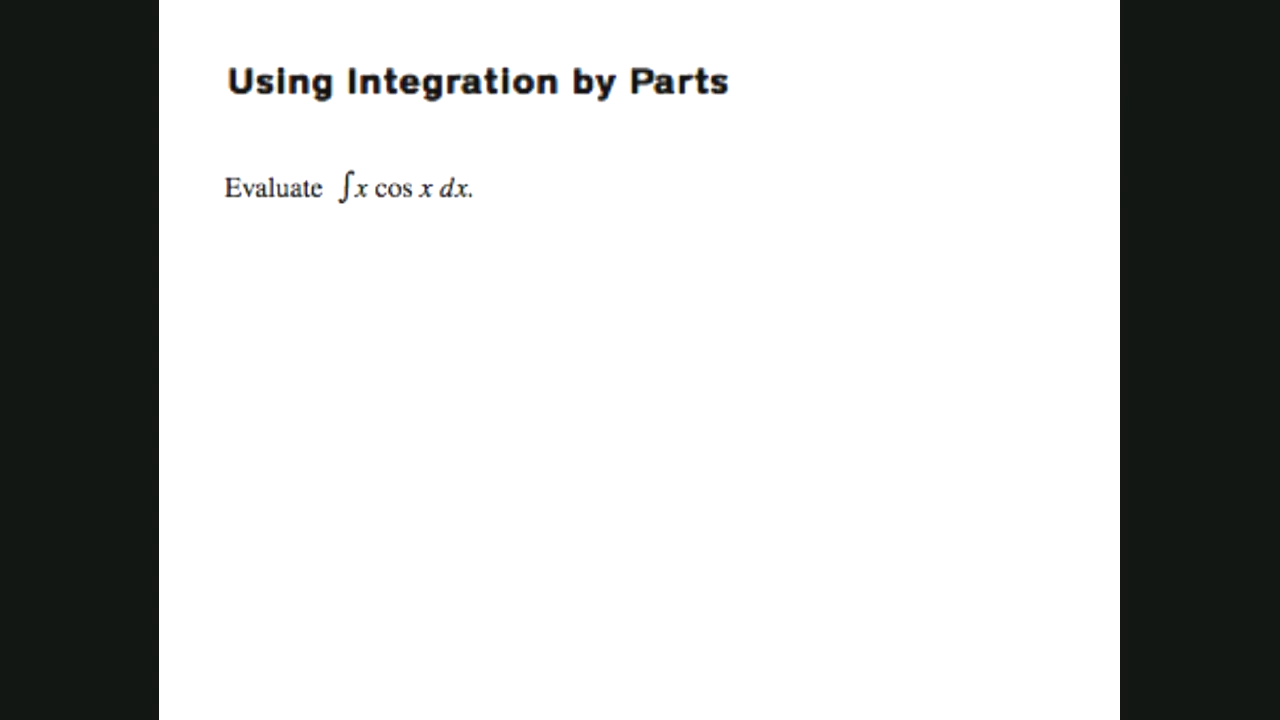 Using Integration by Parts
Evaluate ∫x cos x dx.